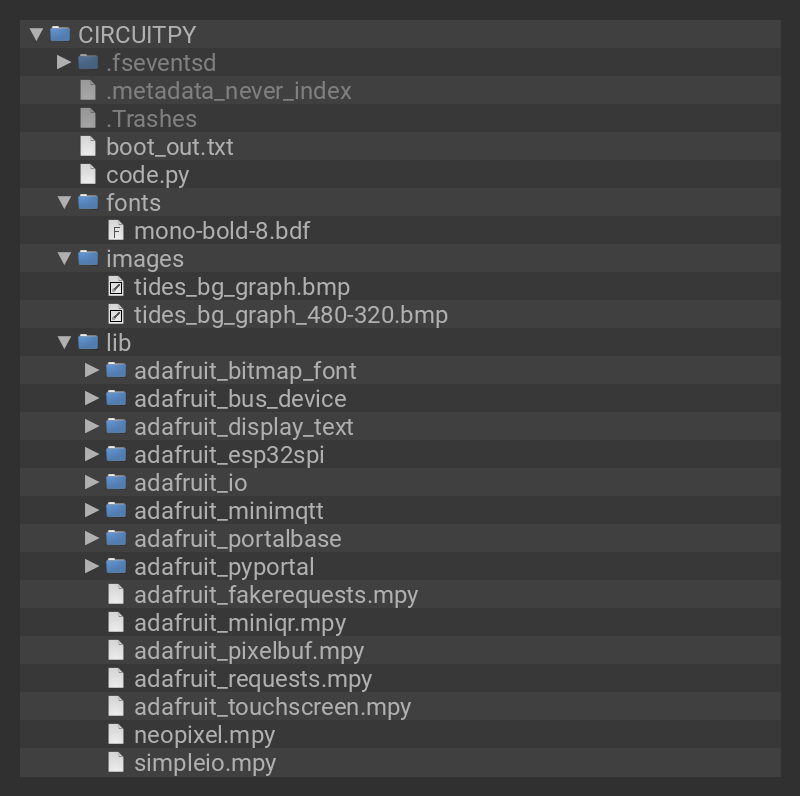 CIRCUITPY
.fseventsd
.metadata_never_index
.Trashes
boot_out.txt
code.py
fonts
mono-bold-8.bdf
images
tides_bg_graph.bmp
tides_bg_graph_480-320.bmp
lib
adafruit_bitmap_font
adafruit_bus_device
adafruit_display_text
adafruit_esp32spi
adafruit_io
adafruit_minimqtt
adafruit_portalbase
adafruit_pyportal
adafruit_fakerequests.mpy
adafruit_miniqr.mpy
adafruit_pixelbuf.mpy
adafruit_requests.mpy
adafruit_touchscreen.mpy
neopixel.mpy
simpleio.mpy